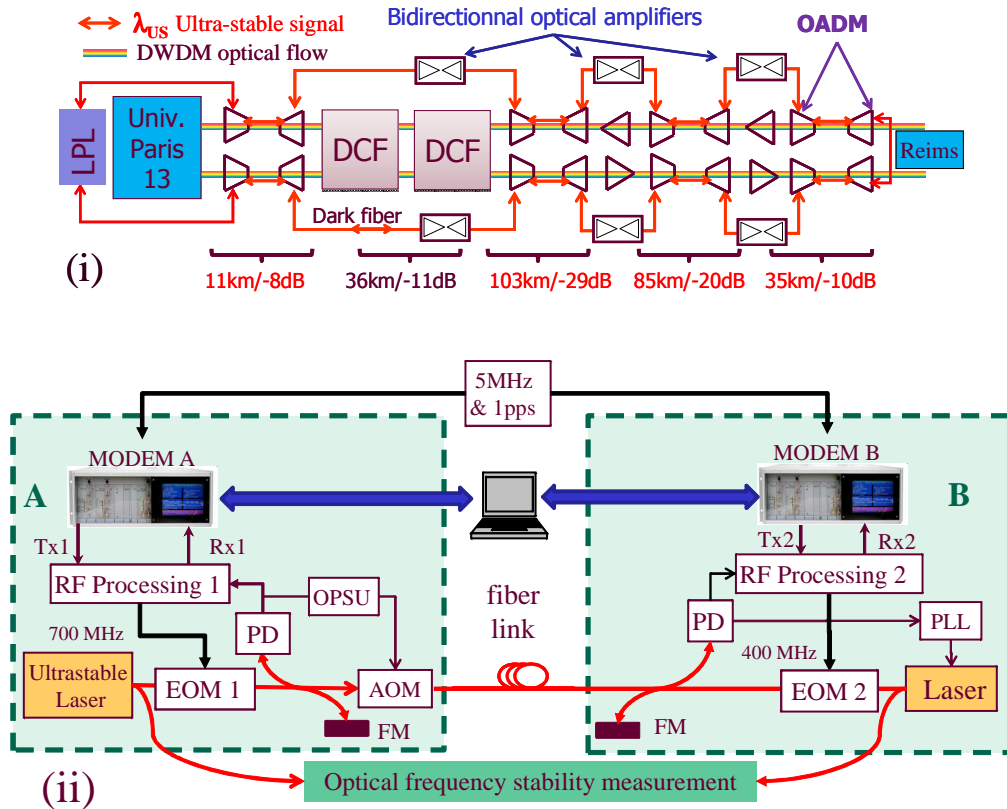 λUS Ultra-stable signal
DWDM optical flow
Bidirectionnal optical amplifiers
OADM
LPL
Univ.
Paris
13
DCF
DCF
Reims
Dark fiber
(i)
11km/-8dB
36km/-11dB
103km/-29dB
85km/-20dB
35km/-10dB
5MHz
& 1pps
MODEM A
MODEM B
A
B
Tx1
Rx1
Tx2
Rx2
RF Processing 1
RF Processing 2
OPSU
fiber
link
PD
PD
PLL
700 MHz
400 MHz
Ultrastable
Laser
EOM 1
AOM
EOM 2
Laser
FM
FM
(ii)
Optical frequency stability measurement